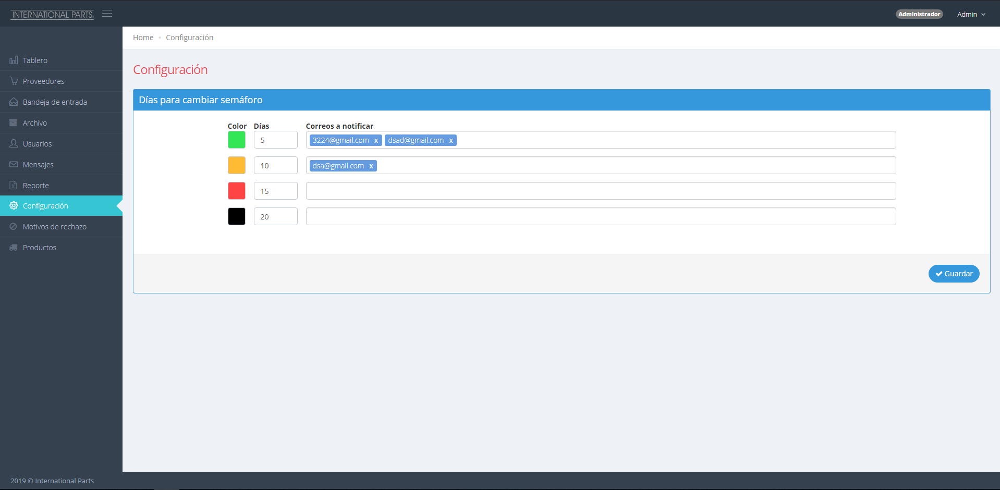 INTERNATIONAL PARTS.
Administrador
Admin
Home • Configuración
Tablero
Proveedores
Bandeja de entrada
Archivo
Usuarios
Mensajes
Reporte
Configuración
Motivos de rechazo
Productos
Configuración
Días para cambiar semáforo
Color Días Correos a notificar
5 3224@gmail.com x dsad@gmail.com x
10 dsa@gmail.com x
15
20
Guardar
2019 © International Parts